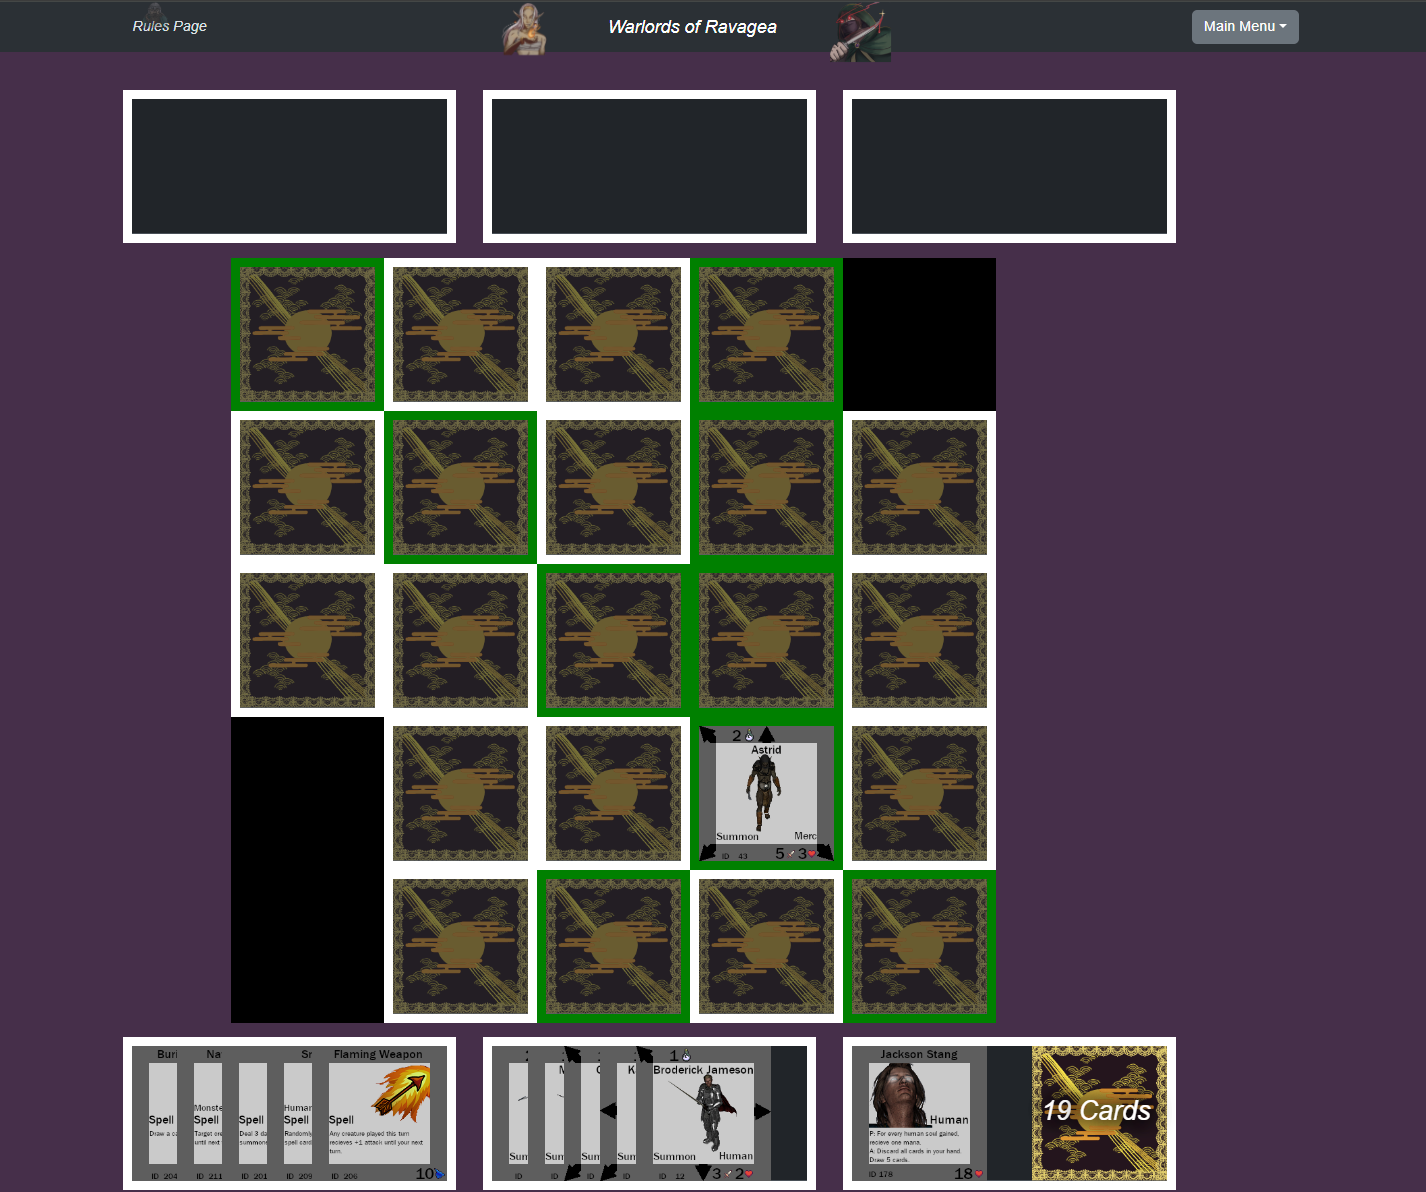 Rules Page
Warlords of Ravagea
Main Menu
2
Astrid
Summon
Merc
ID 43
5 3
Buri
Spell
Draw a ca
ID 204
Na
Monste
Spell
Target cre
until next
ID 211
Spell
Deal 3 da
summons
ID 201
Sr
Human
Spell
Randomly
spell card
ID 209
Flaming Weapon
Spell
Any creature played this turn
recieves +1 attack until your next
turn.
ID 206
10
Sum
ID
Sum
ID
Sum
ID
K
Sum
ID
1
Broderick Jameson
Summon
Human
ID 12
3 2
Jackson Stang
Human
P: For every human soul gained,
recieve one mana.
A: Discard all cards in your hand.
Draw 5 cards.
ID 178
18
19 Cards